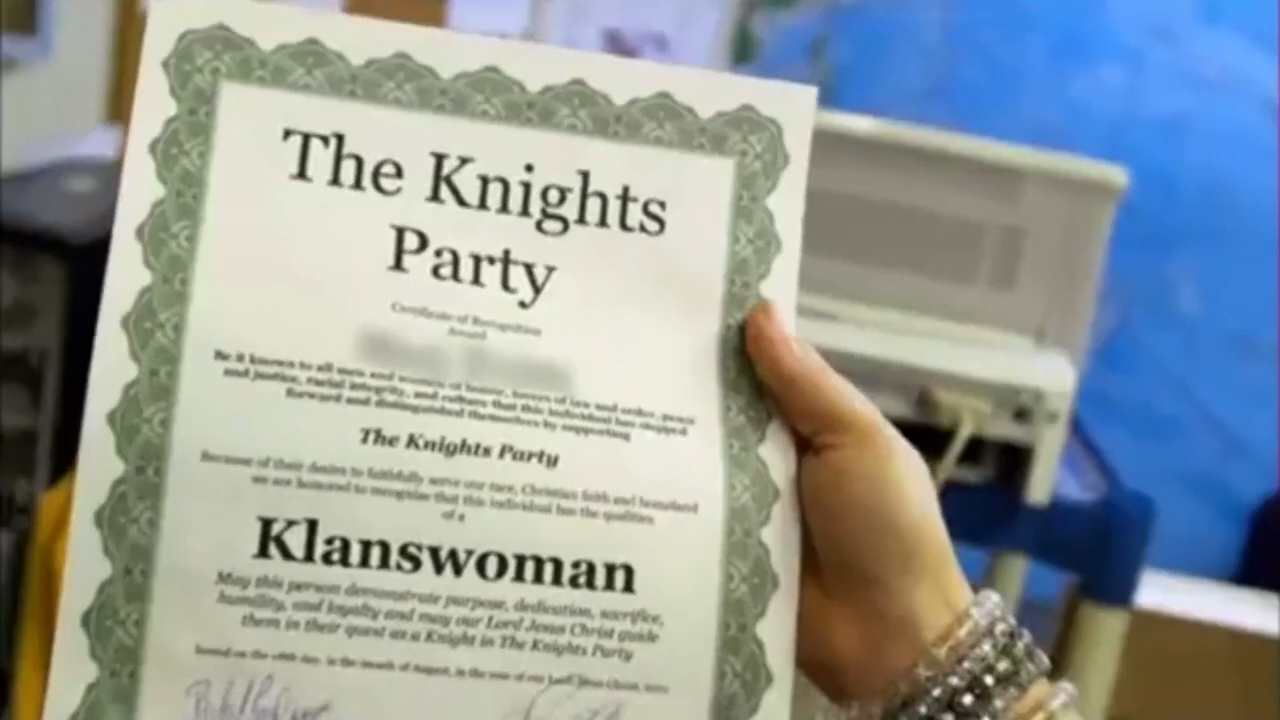 The Knights
Party
Certificate of Recognition
Award
Be it known to all men and women of honor, lovers of law and order, peace
and justice, racial integrity, and culture that this individual has stepped
forward and distinguished themselves by supporting
The Knights Party
Because of their desire to faithfully serve our race, Christian faith and homeland
we are honored to recognize that this individual has the qualities
of a
Klanswoman
May this person demonstrate purpose, dedication, sacrifice,
humility, and loyalty and may our Lord Jesus Christ guide
them in their quest as a Knight in The Knights Party
Issued on the day, in the month of August, in the year of our Lord Jesus Christ,